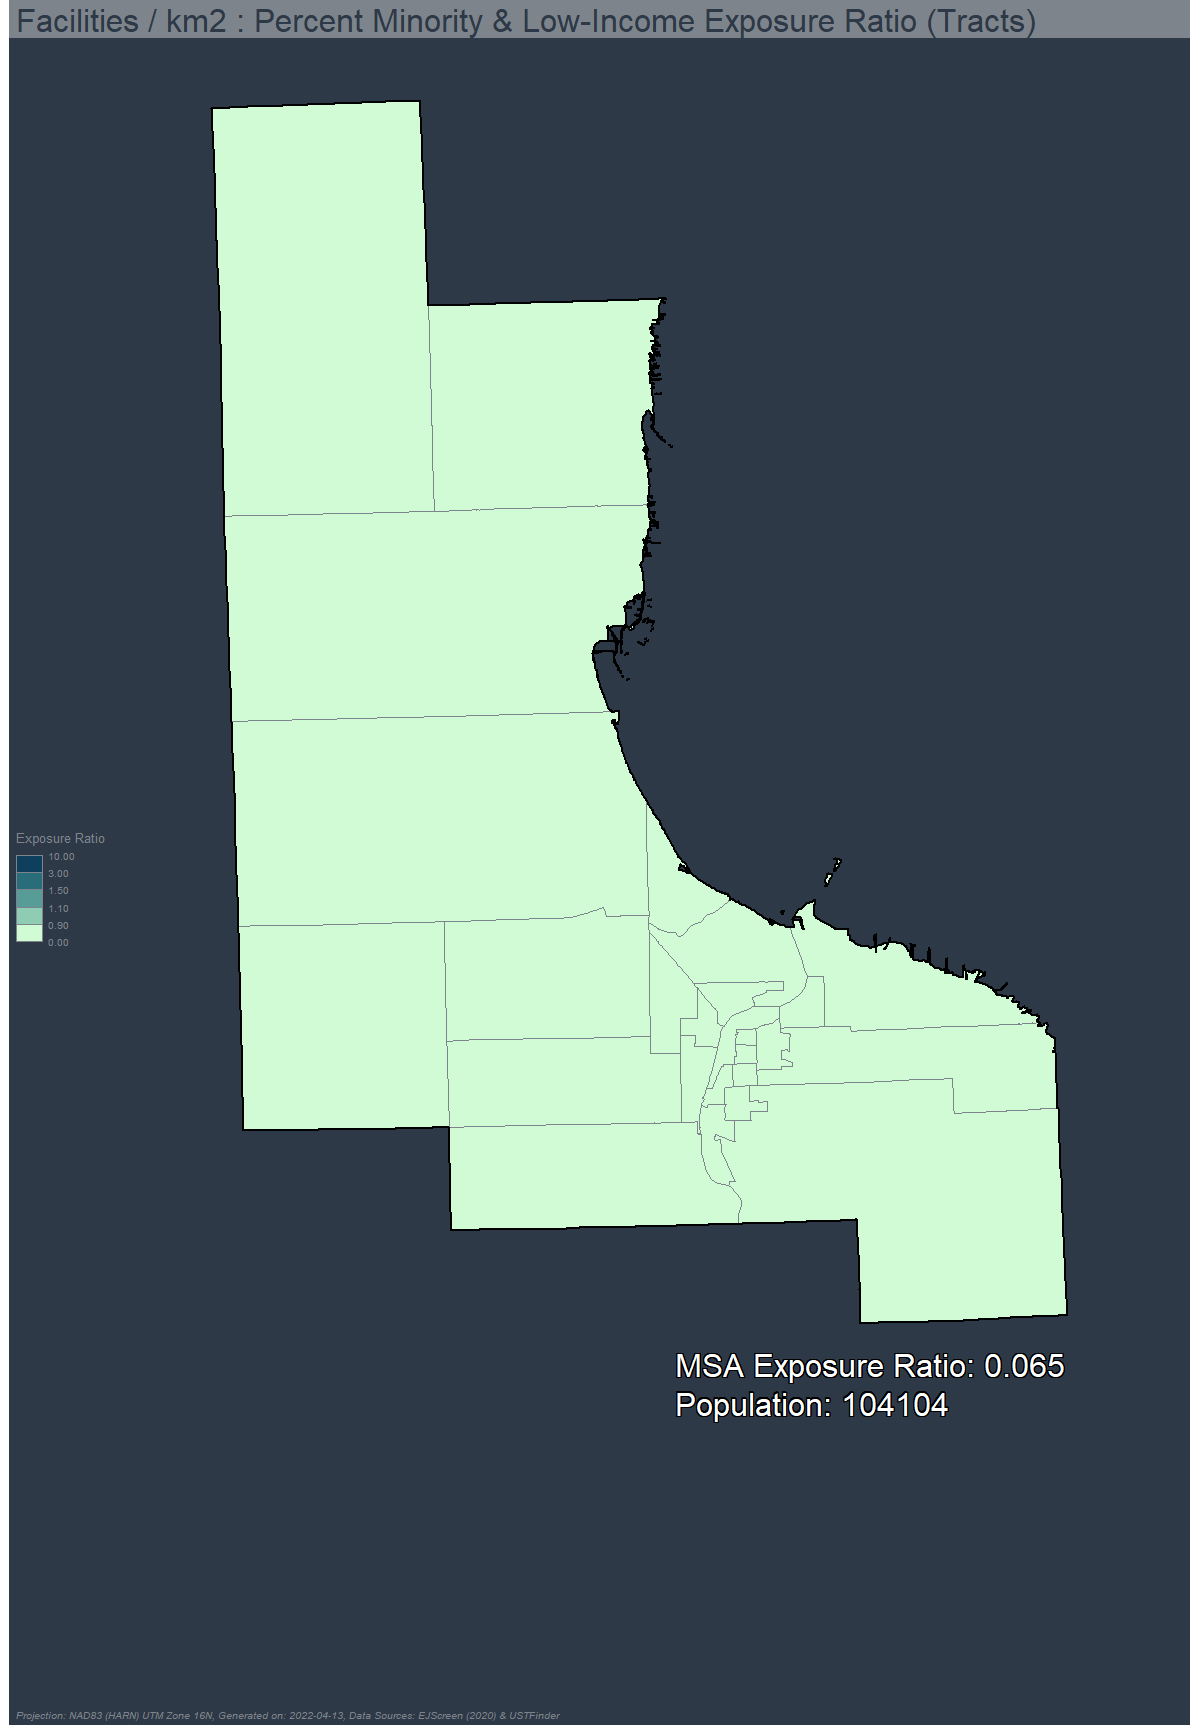 Facilities / km2 : Percent Minority & Low-Income Exposure Ratio (Tracts)
Exposure Ratio
10.00
3.00
1.50
1.10
0.90
0.00
MSA Exposure Ratio: 0.065
Population: 104104
Projection: NAD83 (HARN) UTM Zone 16N, Generated on: 2022-04-13, Data Sources: EJScreen (2020) & USTFinder